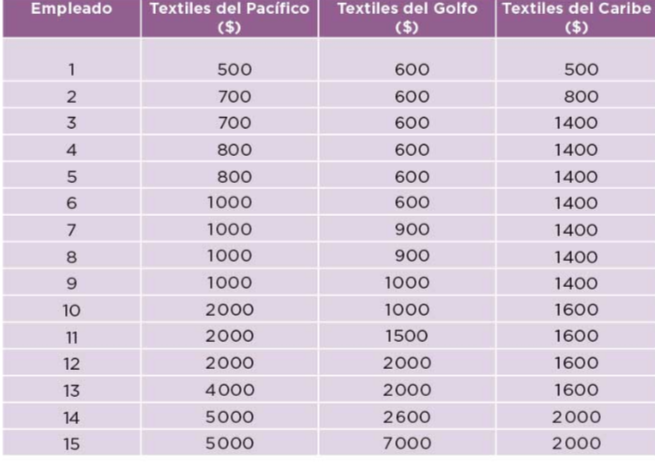 Empleado Textiles del Pacífico ($) Textiles del Golfo ($) Textiles del Caribe ($)
1 500 600 500
2 700 600 800
3 700 600 1400
4 800 600 1400
5 800 600 1400
6 1000 600 1400
7 1000 900 1400
8 1000 900 1400
9 1000 1000 1400
10 2000 1000 1600
11 2000 1500 1600
12 2000 2000 1600
13 4000 2000 1600
14 5000 2600 2000
15 5000 7000 2000